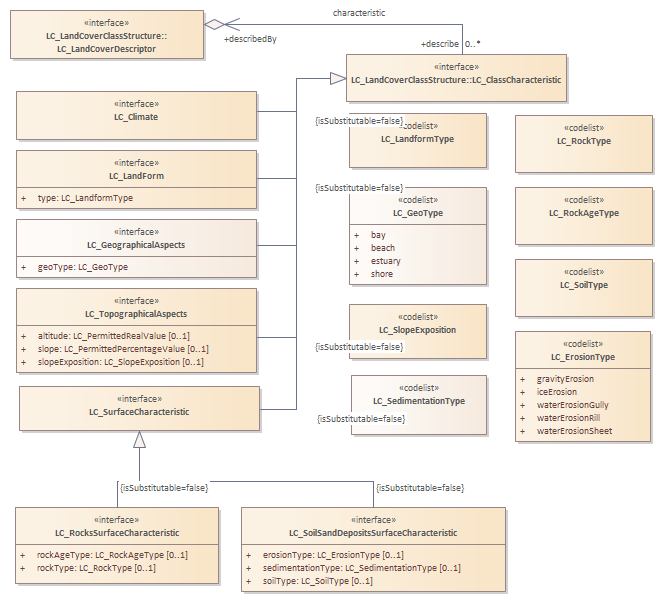 «interface»
LC_LandCoverClassStructure::
LC_LandCoverDescriptor
characteristic
+describedBy
+describe 0..*
«interface»
LC_LandCoverClassStructure::LC_ClassCharacteristic
«interface»
LC_Climate
{isSubstitutable=false}
«codelist»
LC_LandformType
«codelist»
LC_RockType
«interface»
LC_LandForm
+ type: LC_LandformType
{isSubstitutable=false}
«codelist»
LC_GeoType
+ bay
+ beach
+ estuary
+ shore
«codelist»
LC_RockAgeType
«interface»
LC_GeographicalAspects
+ geoType: LC_GeoType
«codelist»
LC_SoilType
«interface»
LC_TopographicalAspects
+ altitude: LC_PermittedRealValue [0..1]
+ slope: LC_PermittedPercentageValue [0..1]
+ slopeExposition: LC_SlopeExposition [0..1]
«codelist»
LC_SlopeExposition
{isSubstitutable=false}
«codelist»
LC_ErosionType
+ gravityErosion
+ iceErosion
+ waterErosionGully
+ waterErosionRill
+ waterErosionSheet
«interface»
LC_SurfaceCharacteristic
«codelist»
LC_SedimentationType
{isSubstitutable=false}
{isSubstitutable=false}
{isSubstitutable=false}
«interface»
LC_RocksSurfaceCharacteristic
+ rockAgeType: LC_RockAgeType [0..1]
+ rockType: LC_RockType [0..1]
«interface»
LC_SoilSandDepositsSurfaceCharacteristic
+ erosionType: LC_ErosionType [0..1]
+ sedimentationType: LC_SedimentationType [0..1]
+ soilType: LC_SoilType [0..1]